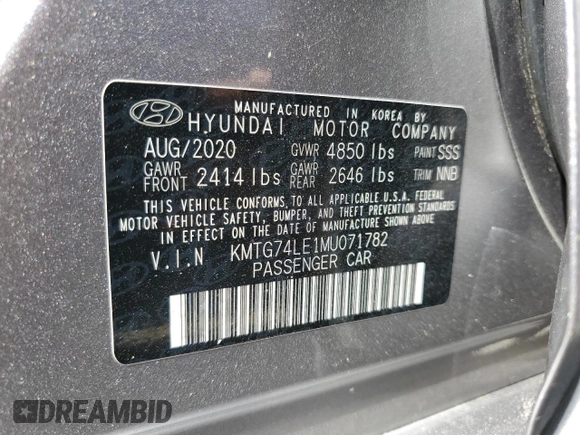 MANUFACTURED IN KOREA BY
HYUNDAI MOTOR COMPANY
AUG/2020 GVWR 4850 lbs PAINT SSS
GAWR FRONT 2414 lbs GAWR REAR 2646 lbs TRIM NNB
THIS VEHICLE CONFORMS TO ALL APPLICABLE U.S.A. FEDERAL
MOTOR VEHICLE SAFETY, BUMPER, AND THEFT PREVENTION STANDARDS
IN EFFECT ON THE DATE OF MANUFACTURE SHOWN ABOVE.
V.I.N KMTG74LE1MU071782
PASSENGER CAR
DREAMBID